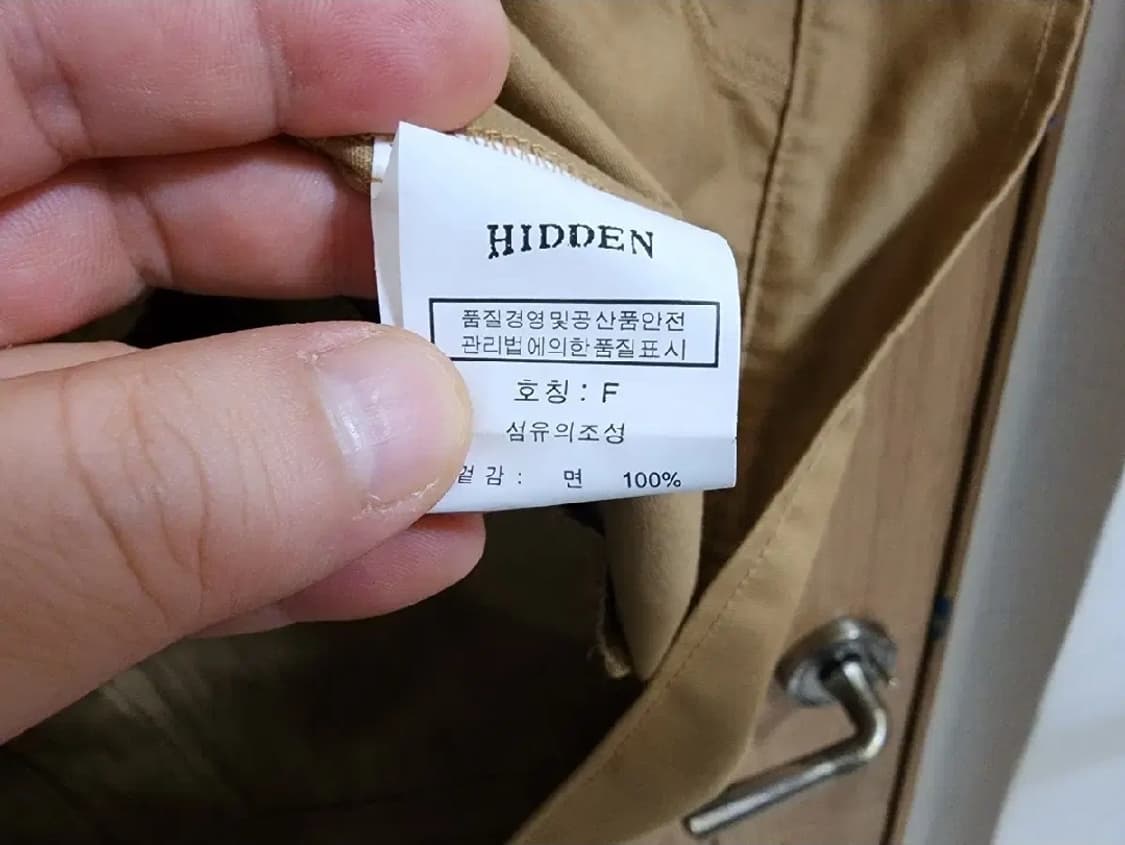 HIDDEN
품질경영및공산품안전
관리법에의한품질표시
호칭 : F
섬유의조성
겉감 : 면 100%